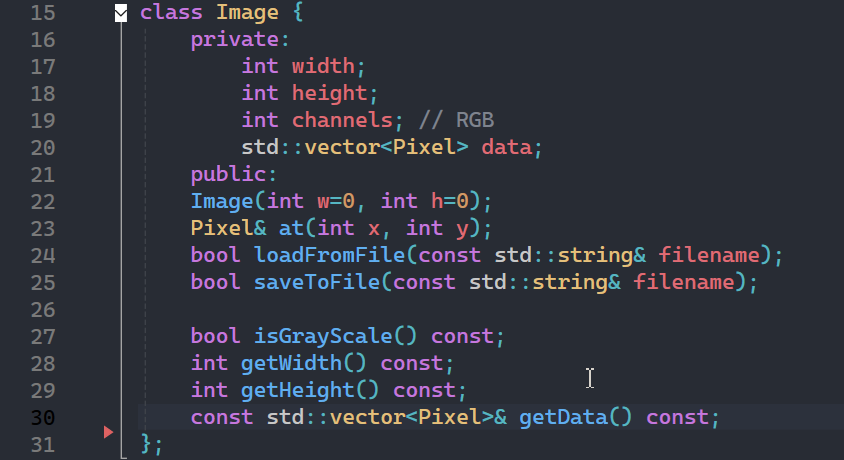 15 class Image {
16 private:
17 int width;
18 int height;
19 int channels; // RGB
20 std::vector<Pixel> data;
21 public:
22 Image(int w=0, int h=0);
23 Pixel& at(int x, int y);
24 bool loadFromFile(const std::string& filename);
25 bool saveToFile(const std::string& filename);
26
27 bool isGrayScale() const;
28 int getWidth() const;
29 int getHeight() const;
30 const std::vector<Pixel>& getData() const;
31 };